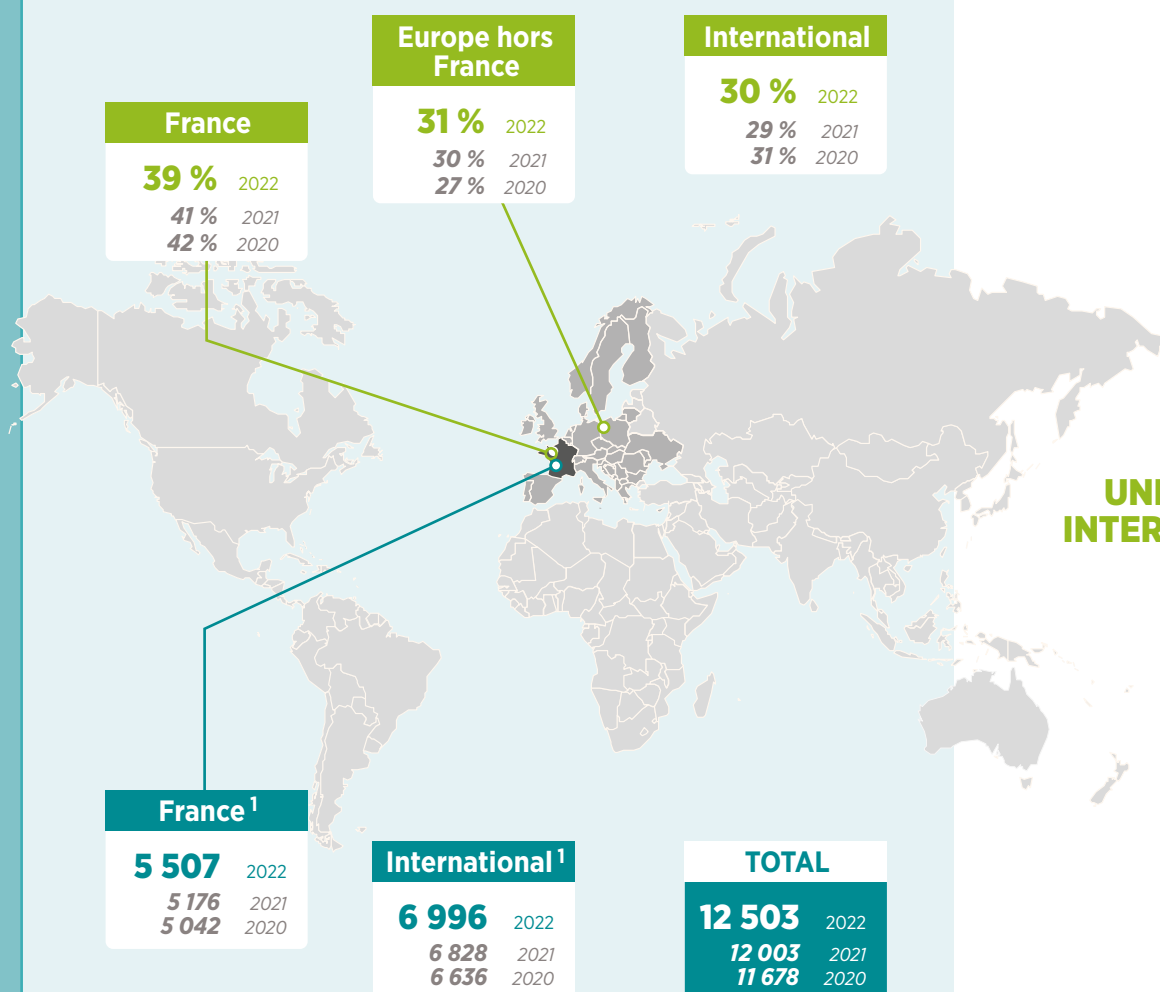 France
39 % 2022
41 % 2021
42 % 2020
Europe hors
France
31 % 2022
30 % 2021
27 % 2020
International
30 % 2022
29 % 2021
31 % 2020
UN
INTER
France 1
5 507 2022
5 176 2021
5 042 2020
International 1
6 996 2022
6 828 2021
6 636 2020
TOTAL
12 503 2022
12 003 2021
11 678 2020